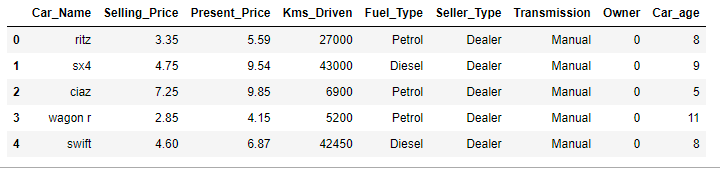 Car_Name Selling_Price Present_Price Kms_Driven Fuel_Type Seller_Type Transmission Owner Car_age
0 ritz 3.35 5.59 27000 Petrol Dealer Manual 0 8
1 sx4 4.75 9.54 43000 Diesel Dealer Manual 0 9
2 ciaz 7.25 9.85 6900 Petrol Dealer Manual 0 5
3 wagon r 2.85 4.15 5200 Petrol Dealer Manual 0 11
4 swift 4.60 6.87 42450 Diesel Dealer Manual 0 8